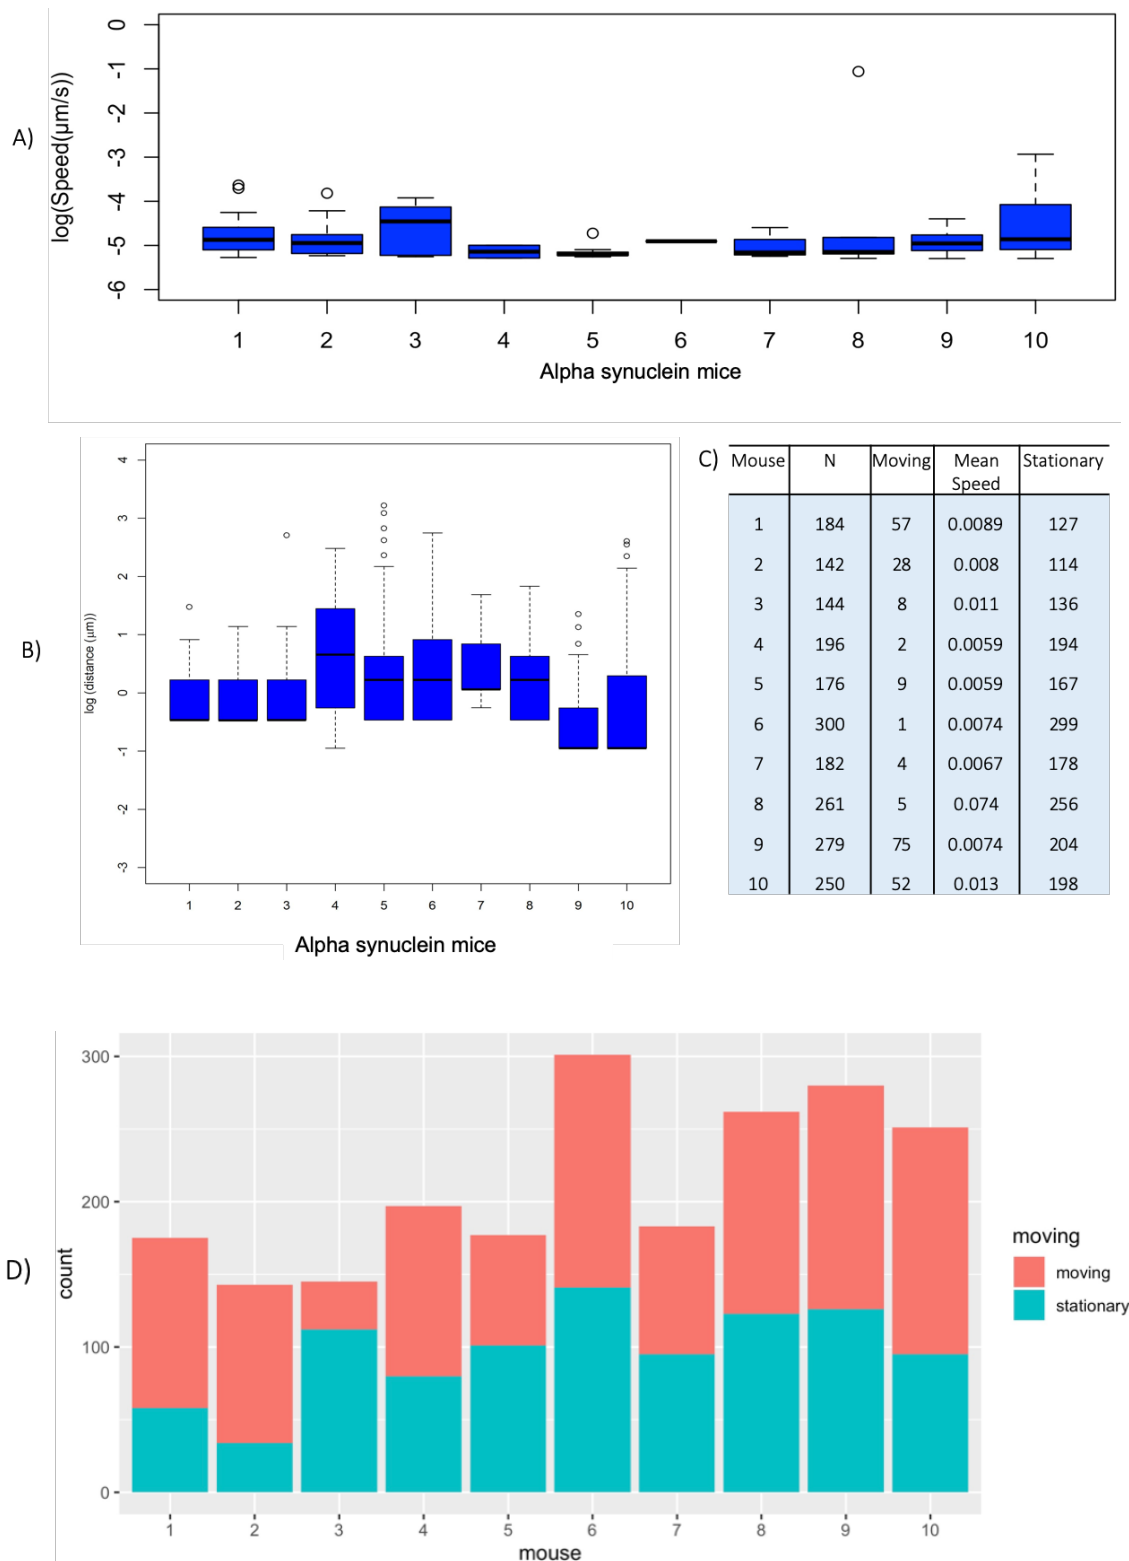 A)
log(Speed(µm/s))
0
-1
-2
-3
-4
-5
-6
1 2 3 4 5 6 7 8 9 10
Alpha synuclein mice
B)
log (distance (µm))
4
3
2
1
0
-1
-2
-3
1 2 3 4 5 6 7 8 9 10
Alpha synuclein mice
C)
Mouse N Moving Mean Speed Stationary
1 184 57 0.0089 127
2 142 28 0.008 114
3 144 8 0.011 136
4 196 2 0.0059 194
5 176 9 0.0059 167
6 300 1 0.0074 299
7 182 4 0.0067 178
8 261 5 0.074 256
9 279 75 0.0074 204
10 250 52 0.013 198
D)
count
300
200
100
0
1 2 3 4 5 6 7 8 9 10
mouse
moving
moving
stationary